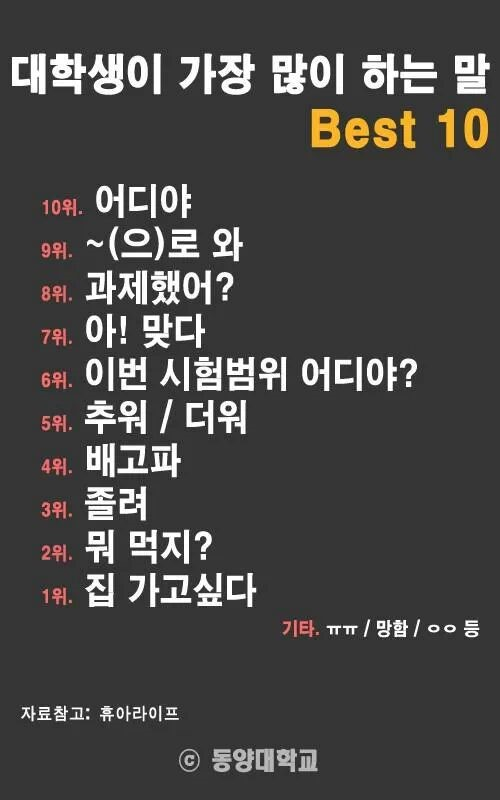 대학생이 가장 많이 하는 말
Best 10
10위. 어디야
9위. ~(으)로 와
8위. 과제했어?
7위. 아! 맞다
6위. 이번 시험범위 어디야?
5위. 추워 / 더워
4위. 배고파
3위. 졸려
2위. 뭐 먹지?
1위. 집 가고싶다
기타. ㅠㅠ / 망함 / ㅇㅇ 등
자료참고: 휴아라이프
ⓒ 동양대학교